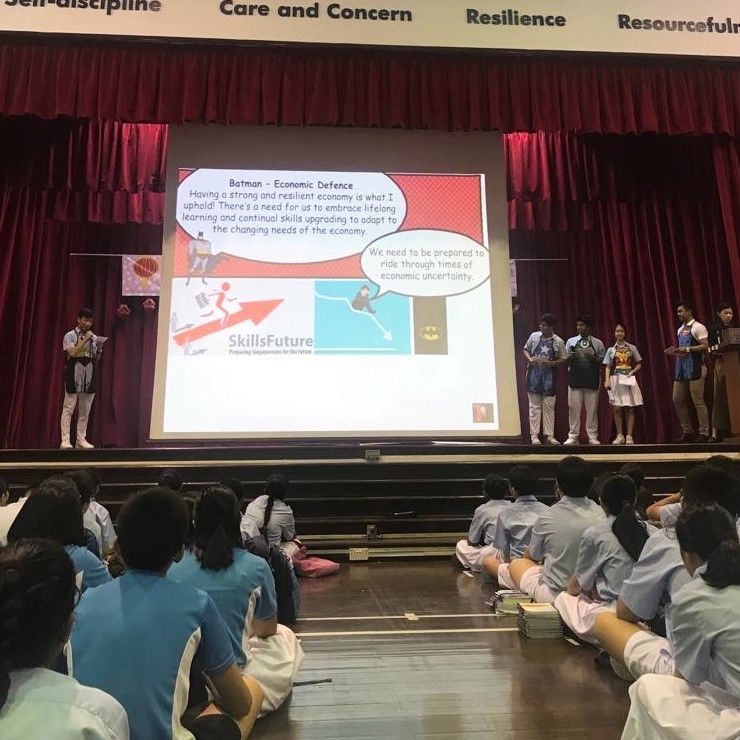 Self-discipline
Care and Concern
Resilience
Batman - Economic Defence
Having a strong and resilient economy is what I
uphold! There's a need for us to embrace lifelong
learning and continual skills upgrading to adapt to
the changing needs of the economy.
We need to be prepared to
ride through times of
economic uncertainty.
SkillsFuture
Preparing Singaporeans for the future